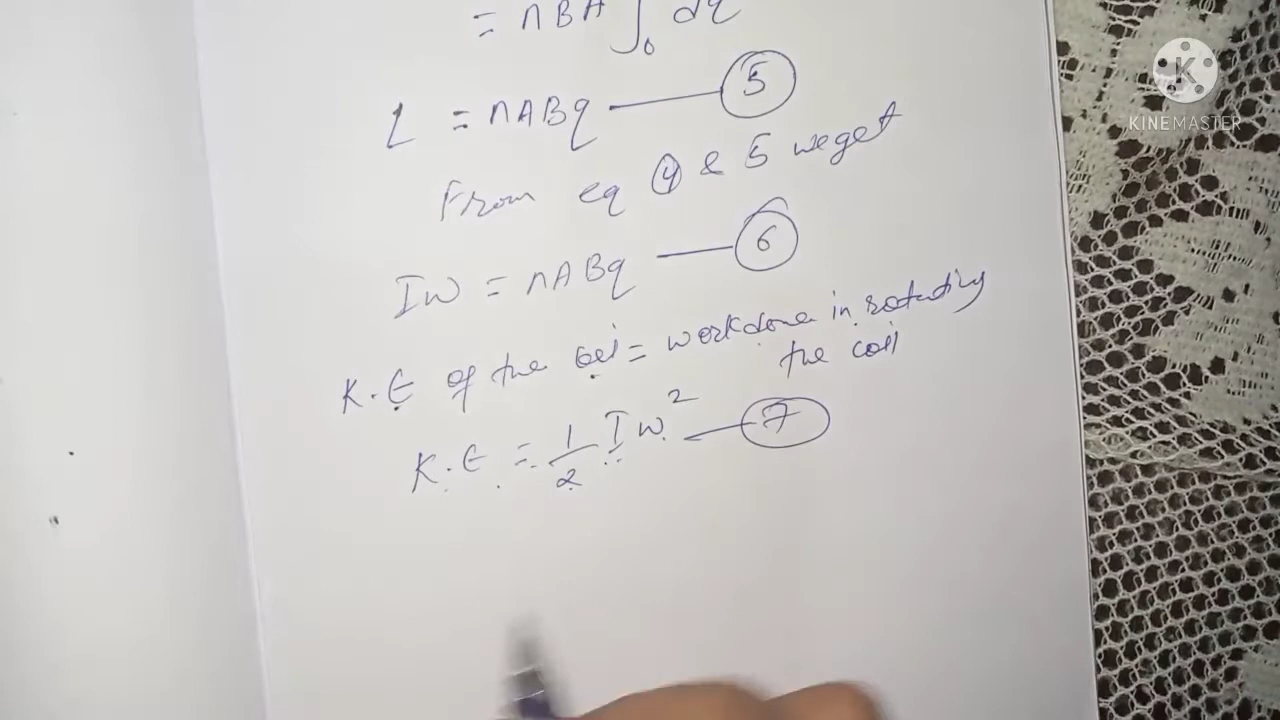 = nBA ∫₀ dq
L = nABq — 5
From eq 4 & 5 we get
Iω = nABq — 6
K.E of the coil = workdone in rotating
the coil
K.E = 1/2 Iω² — 7
K
KINEMASTER